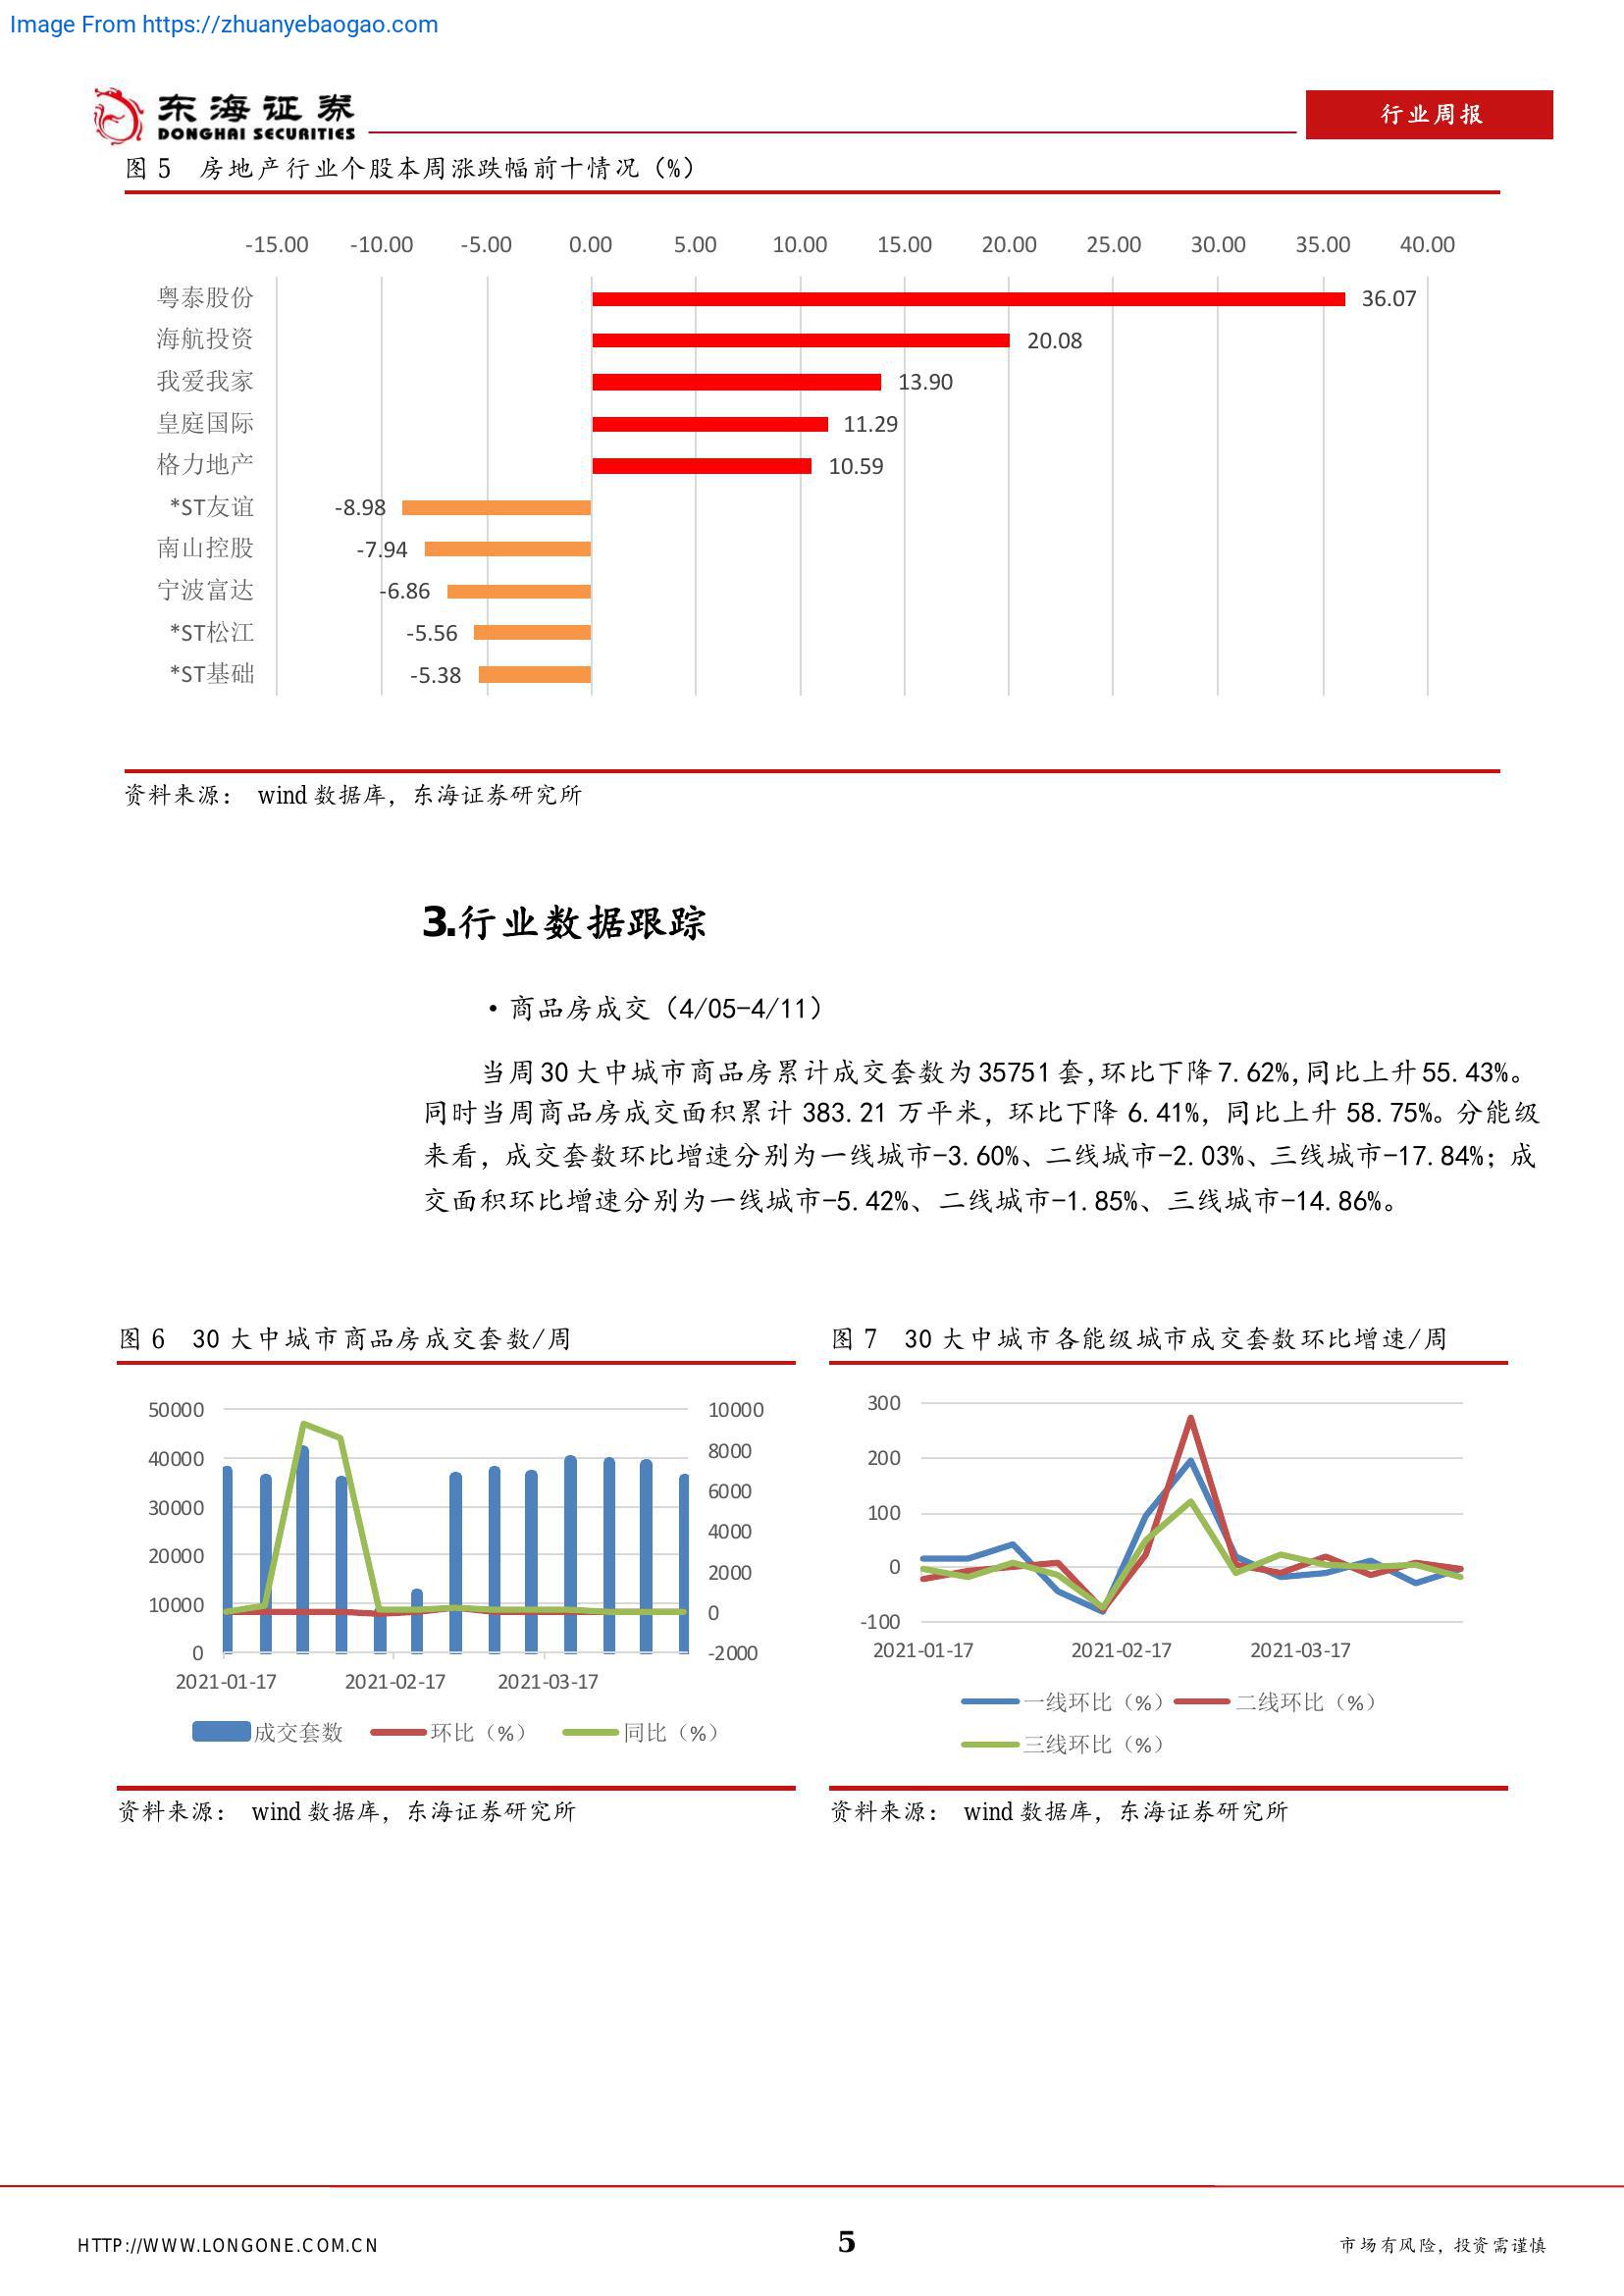 Image From https://zhuanyebaogao.com
东海证券
DONGHAI SECURITIES
行业周报
图 5 房地产行业个股本周涨跌幅前十情况（%）
-15.00 -10.00 -5.00 0.00 5.00 10.00 15.00 20.00 25.00 30.00 35.00 40.00
粤泰股份 36.07
海航投资 20.08
我爱我家 13.90
皇庭国际 11.29
格力地产 10.59
*ST友谊 -8.98
南山控股 -7.94
宁波富达 -6.86
*ST松江 -5.56
*ST基础 -5.38
资料来源： wind 数据库，东海证券研究所
3.行业数据跟踪
·商品房成交（4/05-4/11）
当周 30 大中城市商品房累计成交套数为 35751 套,环比下降 7.62%,同比上升 55.43%。
同时当周商品房成交面积累计 383.21 万平米，环比下降 6.41%，同比上升 58.75%。分能级
来看，成交套数环比增速分别为一线城市-3.60%、二线城市-2.03%、三线城市-17.84%；成
交面积环比增速分别为一线城市-5.42%、二线城市-1.85%、三线城市-14.86%。
图 6 30 大中城市商品房成交套数/周
50000 10000
40000 8000
30000 6000
20000 4000
10000 2000
0 0
-2000
2021-01-17 2021-02-17 2021-03-17
成交套数 环比（%） 同比（%）
资料来源： wind 数据库，东海证券研究所
图 7 30 大中城市各能级城市成交套数环比增速/周
300
200
100
0
-100
2021-01-17 2021-02-17 2021-03-17
一线环比（%） 二线环比（%）
三线环比（%）
资料来源： wind 数据库，东海证券研究所
HTTP://WWW.LONGONE.COM.CN 5 市场有风险，投资需谨慎